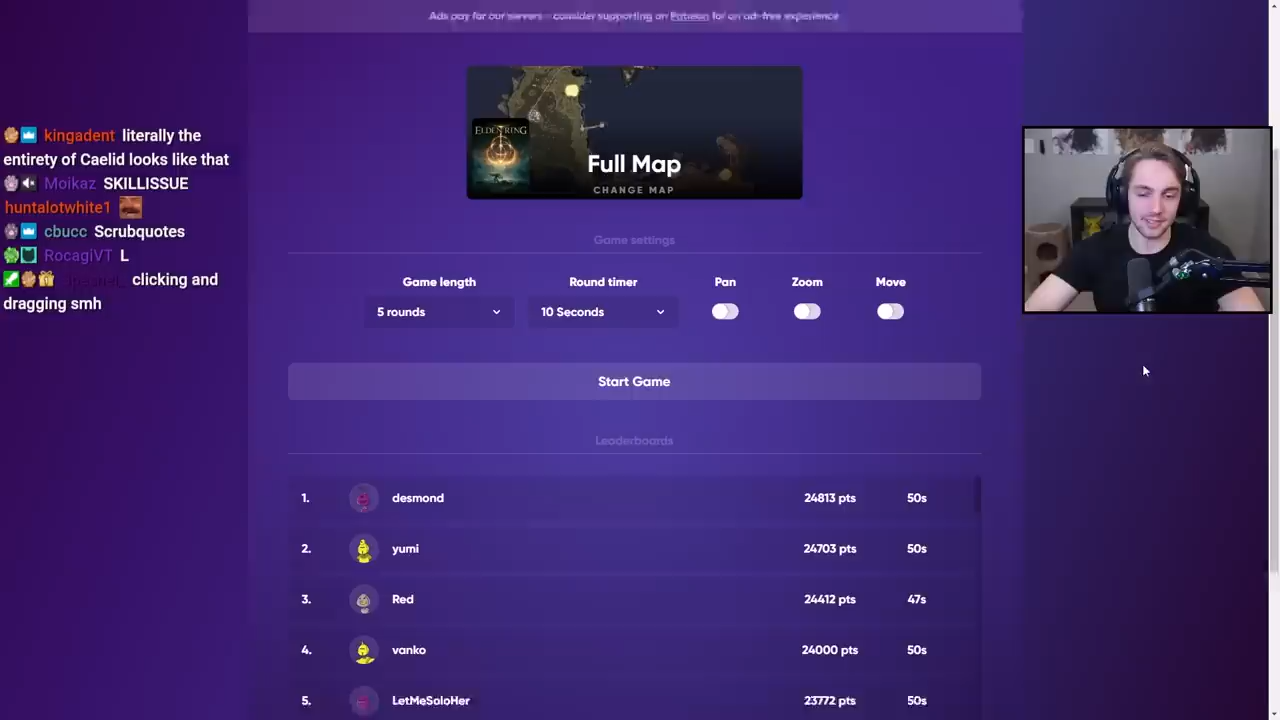 Ads pay for our servers - consider supporting on Patreon for an ad-free experience
ELDEN RING
Full Map
CHANGE MAP
kingadent literally the
entirety of Caelid looks like that
Moikaz SKILLISSUE
huntalotwhite1
cbucc Scrubquotes
RocagiVT L
clicking and
dragging smh
Game settings
Game length
Round timer
Pan
Zoom
Move
5 rounds
10 Seconds
Start Game
Leaderboards
1. desmond 24813 pts 50s
2. yumi 24703 pts 50s
3. Red 24412 pts 47s
4. vanko 24000 pts 50s
5. LetMeSoloHer 23772 pts 50s